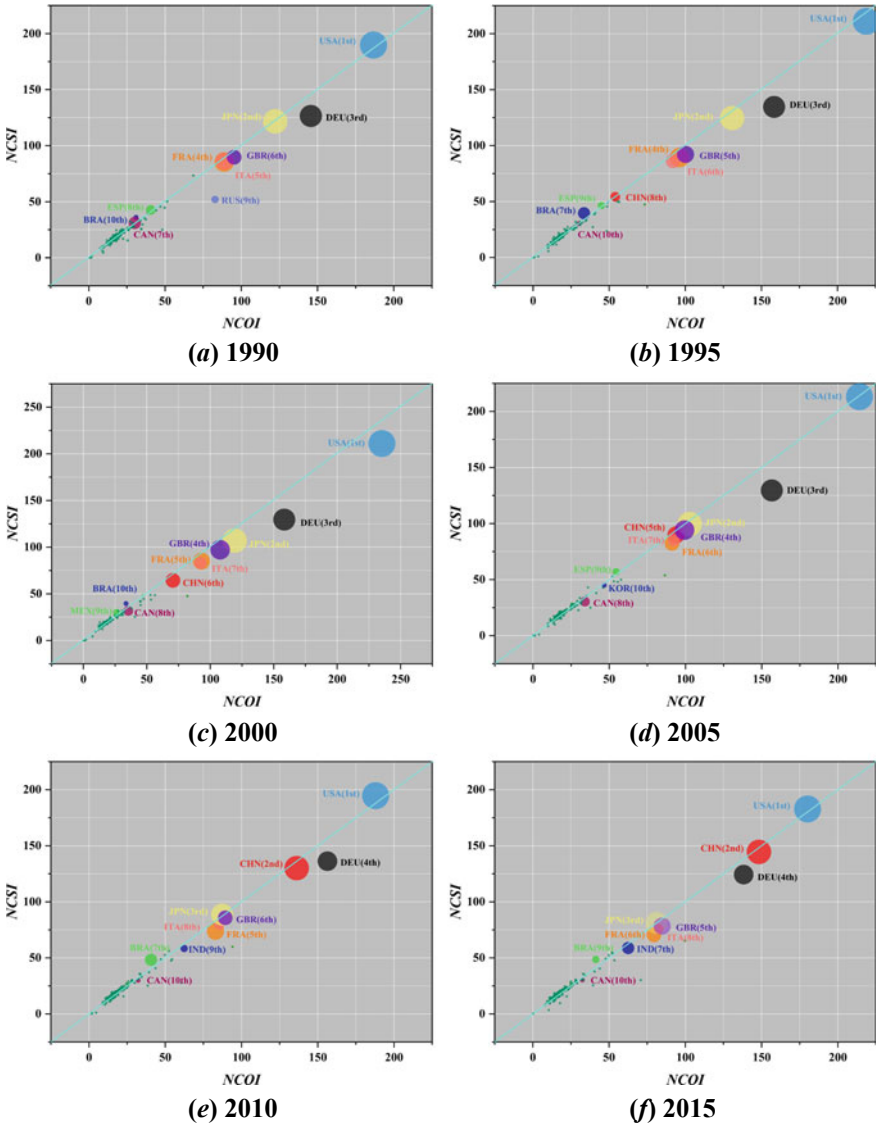 200
150
100
50
0
NCSI
USA(1st)
JPN(2nd)
DEU(3rd)
FRA(4th)
GBR(6th)
ITA(5th)
ESP(8th)
RUS(9th)
BRA(10th)
CAN(7th)
0 50 100 150 200
NCOI
(a) 1990
200
150
100
50
0
NCSI
USA(1st)
JPN(2nd)
DEU(3rd)
FRA(4th)
GBR(5th)
ITA(6th)
ESP(9th)
CHN(8th)
BRA(7th)
CAN(10th)
0 50 100 150 200
NCOI
(b) 1995
250
200
150
100
50
0
NCSI
USA(1st)
DEU(3rd)
GBR(4th)
JPN(2nd)
FRA(5th)
ITA(7th)
CHN(6th)
BRA(10th)
MEX(9th)
CAN(8th)
0 50 100 150 200 250
NCOI
(c) 2000
200
150
100
50
0
NCSI
USA(1st)
DEU(3rd)
CHN(5th)
JPN(2nd)
ITA(7th)
GBR(4th)
FRA(6th)
ESP(9th)
KOR(10th)
CAN(8th)
0 50 100 150 200
NCOI
(d) 2005
200
150
100
50
0
NCSI
USA(1st)
CHN(2nd)
DEU(4th)
JPN(3rd)
GBR(6th)
ITA(8th)
FRA(5th)
BRA(7th)
IND(9th)
CAN(10th)
0 50 100 150 200
NCOI
(e) 2010
200
150
100
50
0
NCSI
USA(1st)
CHN(2nd)
DEU(4th)
JPN(3rd)
GBR(5th)
FRA(6th)
ITA(8th)
BRA(9th)
IND(7th)
CAN(10th)
0 50 100 150 200
NCOI
(f) 2015